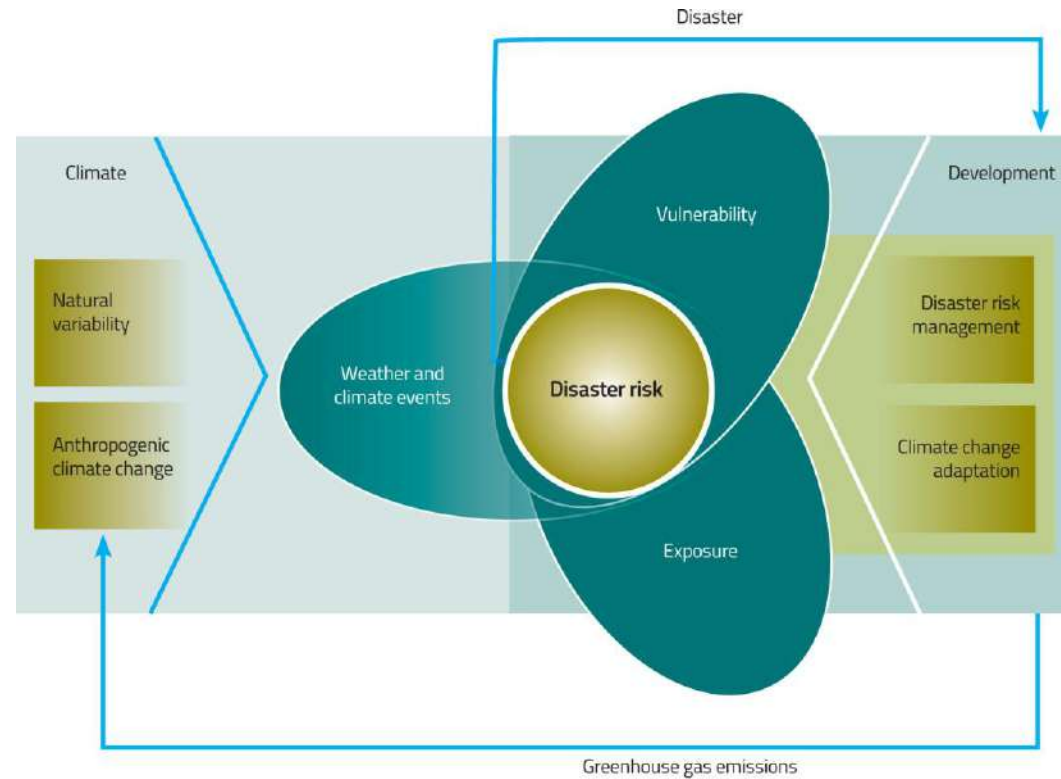 Disaster
Climate
Development
Vulnerability
Natural
variability
Disaster risk
management
Weather and
climate events
Disaster risk
Anthropogenic
climate change
Climate change
adaptation
Exposure
Greenhouse gas emissions